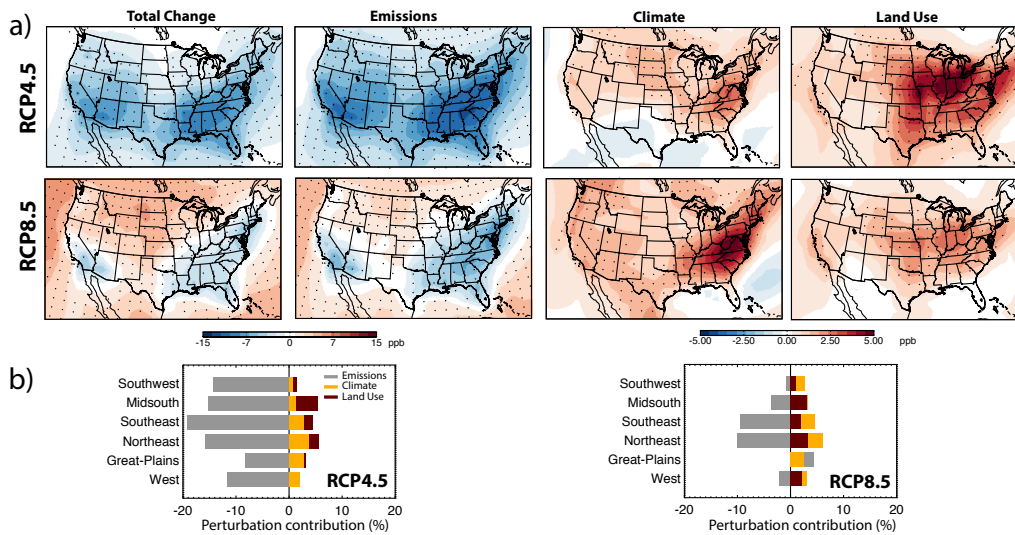 a)
Total Change
Emissions
Climate
Land Use
RCP4.5
RCP8.5
-15 -7 0 7 15 ppb
-5.00 -2.50 0.00 2.50 5.00 ppb
b)
Emissions
Climate
Land Use
Southwest
Midsouth
Southeast
Northeast
Great-Plains
West
RCP4.5
-20 -10 0 10 20
Perturbation contribution (%)
Southwest
Midsouth
Southeast
Northeast
Great-Plains
West
RCP8.5
-20 -10 0 10 20
Perturbation contribution (%)